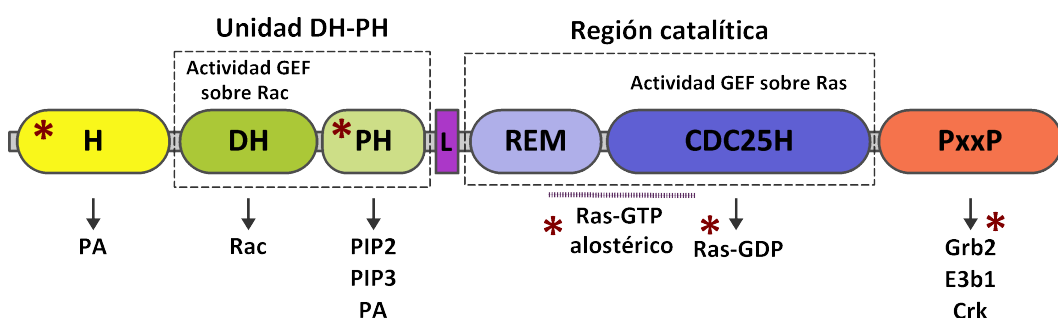 Unidad DH-PH
Región catalítica
Actividad GEF
sobre Rac
Actividad GEF sobre Ras
* H
DH
* PH
L
REM
CDC25H
PxxP
PA
Rac
PIP2
PIP3
PA
* Ras-GTP
alostérico
* Ras-GDP
Grb2 *
E3b1
Crk